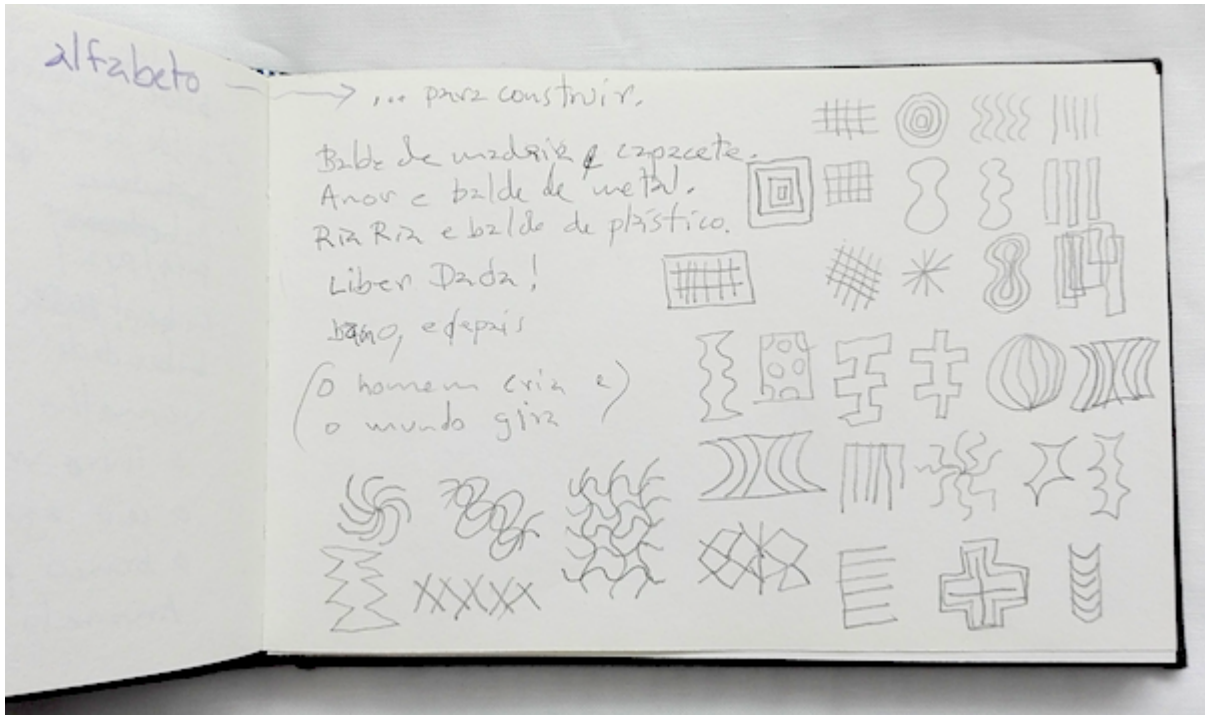 alfabeto
... para construir.
Balde de madeira e capacete.
Amor e balde de metal.
Ria Ria e balde de plástico.
Liber Dada!
e depois
(o homem cria e)
o mundo gira